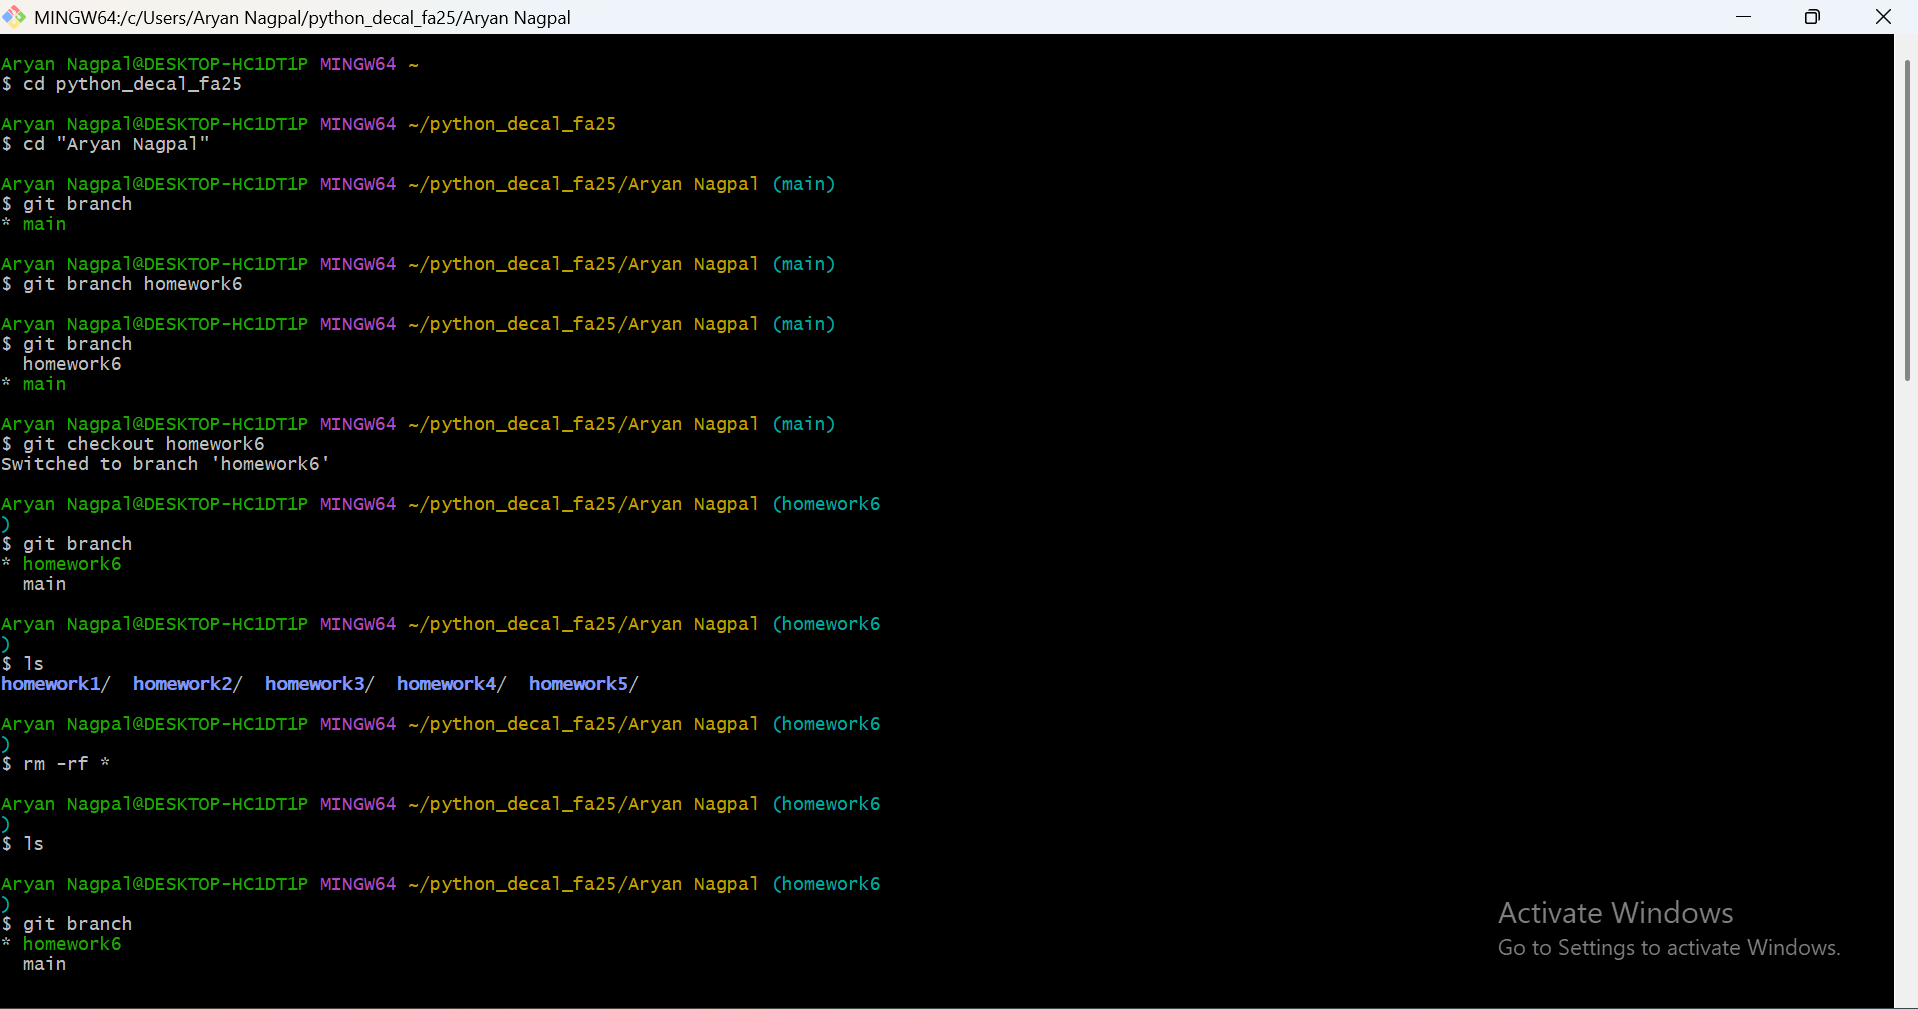 MINGW64:/c/Users/Aryan Nagpal/python_decal_fa25/Aryan Nagpal
Aryan Nagpal@DESKTOP-HC1DT1P MINGW64 ~
$ cd python_decal_fa25
Aryan Nagpal@DESKTOP-HC1DT1P MINGW64 ~/python_decal_fa25
$ cd "Aryan Nagpal"
Aryan Nagpal@DESKTOP-HC1DT1P MINGW64 ~/python_decal_fa25/Aryan Nagpal (main)
$ git branch
* main
Aryan Nagpal@DESKTOP-HC1DT1P MINGW64 ~/python_decal_fa25/Aryan Nagpal (main)
$ git branch homework6
Aryan Nagpal@DESKTOP-HC1DT1P MINGW64 ~/python_decal_fa25/Aryan Nagpal (main)
$ git branch
  homework6
* main
Aryan Nagpal@DESKTOP-HC1DT1P MINGW64 ~/python_decal_fa25/Aryan Nagpal (main)
$ git checkout homework6
Switched to branch 'homework6'
Aryan Nagpal@DESKTOP-HC1DT1P MINGW64 ~/python_decal_fa25/Aryan Nagpal (homework6
)
$ git branch
* homework6
  main
Aryan Nagpal@DESKTOP-HC1DT1P MINGW64 ~/python_decal_fa25/Aryan Nagpal (homework6
)
$ ls
homework1/  homework2/  homework3/  homework4/  homework5/
Aryan Nagpal@DESKTOP-HC1DT1P MINGW64 ~/python_decal_fa25/Aryan Nagpal (homework6
)
$ rm -rf *
Aryan Nagpal@DESKTOP-HC1DT1P MINGW64 ~/python_decal_fa25/Aryan Nagpal (homework6
)
$ ls
Aryan Nagpal@DESKTOP-HC1DT1P MINGW64 ~/python_decal_fa25/Aryan Nagpal (homework6
)
$ git branch
* homework6
  main
Activate Windows
Go to Settings to activate Windows.